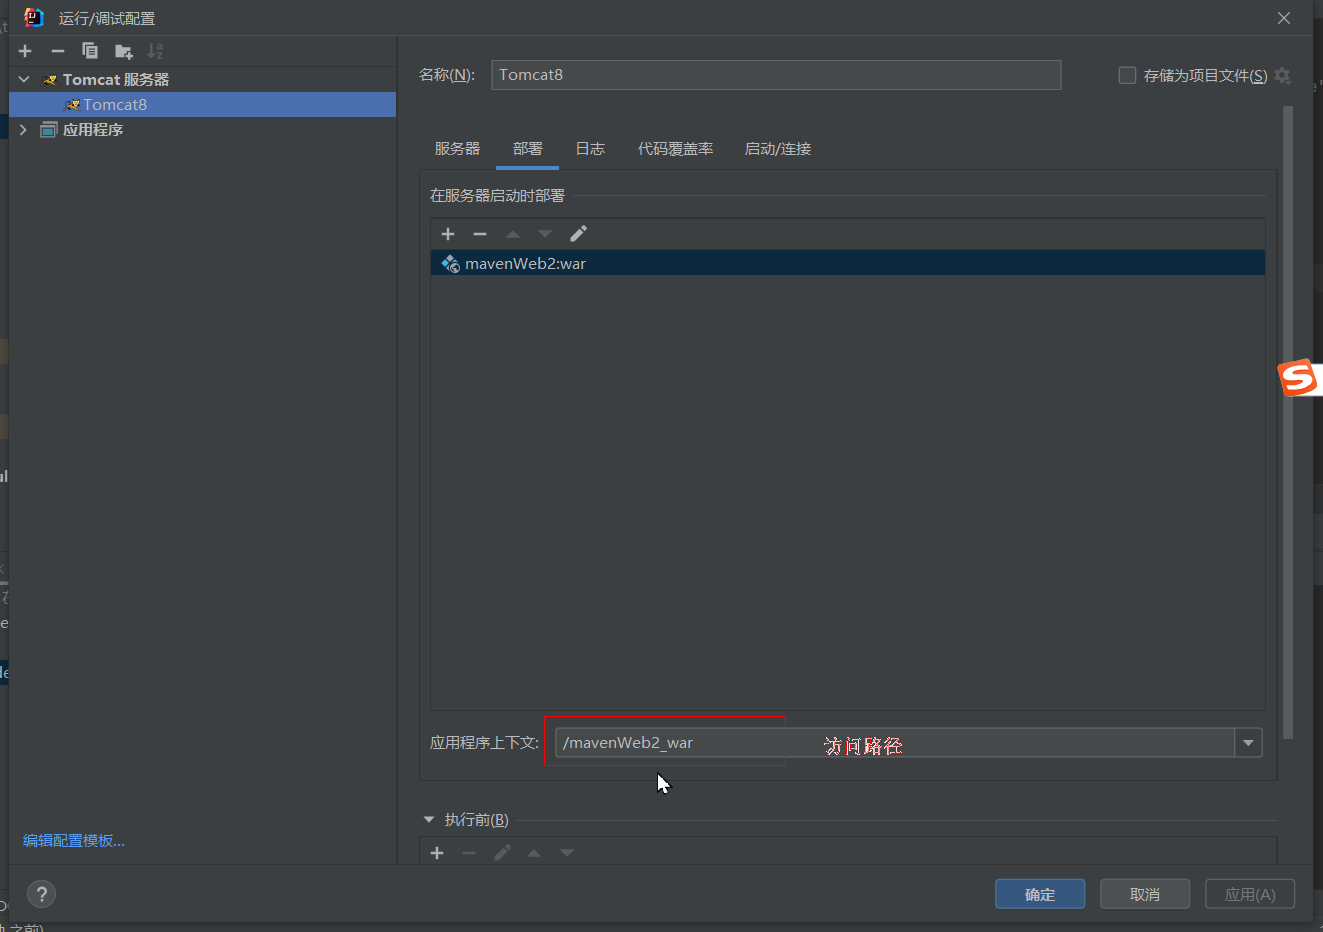 运行/调试配置
Tomcat 服务器
Tomcat8
应用程序
编辑配置模板...
名称(N):
Tomcat8
存储为项目文件(S)
服务器 部署 日志 代码覆盖率 启动/连接
在服务器启动时部署
mavenWeb2:war
应用程序上下文:
/mavenWeb2_war
访问路径
执行前(B)
?
确定 取消 应用(A)